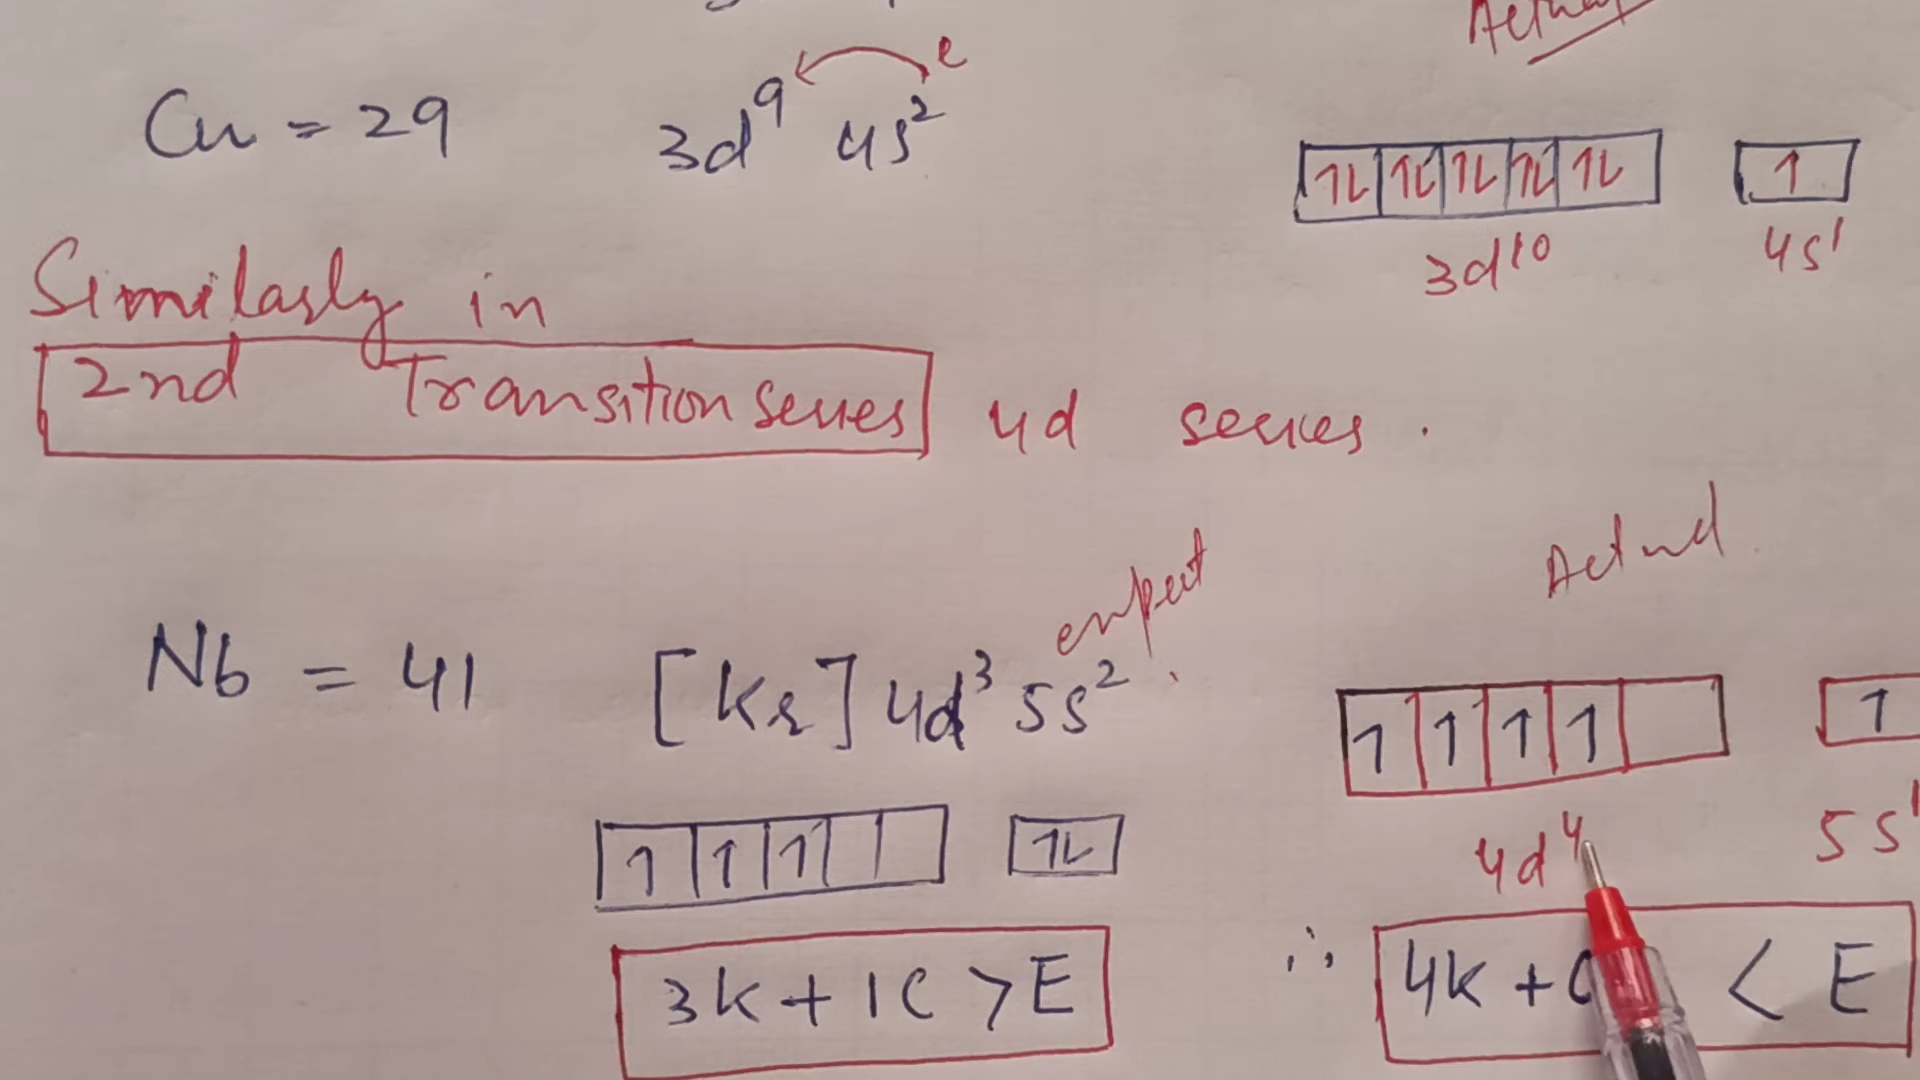 Actual
e
Cu = 29 3d⁹ 4s²
↿⇂ ↿⇂ ↿⇂ ↿⇂ ↿⇂ ↿
3d¹⁰ 4s¹
Similarly in
2nd Transition Series 4d series.
expect Actual
Nb = 41 [Kr] 4d³ 5s²
↿ ↿ ↿ ↿ ↿
↿ ↿ ↿ ↿⇂
4d⁴ 5s¹
3K + 1C > E ∴ 4K + < E